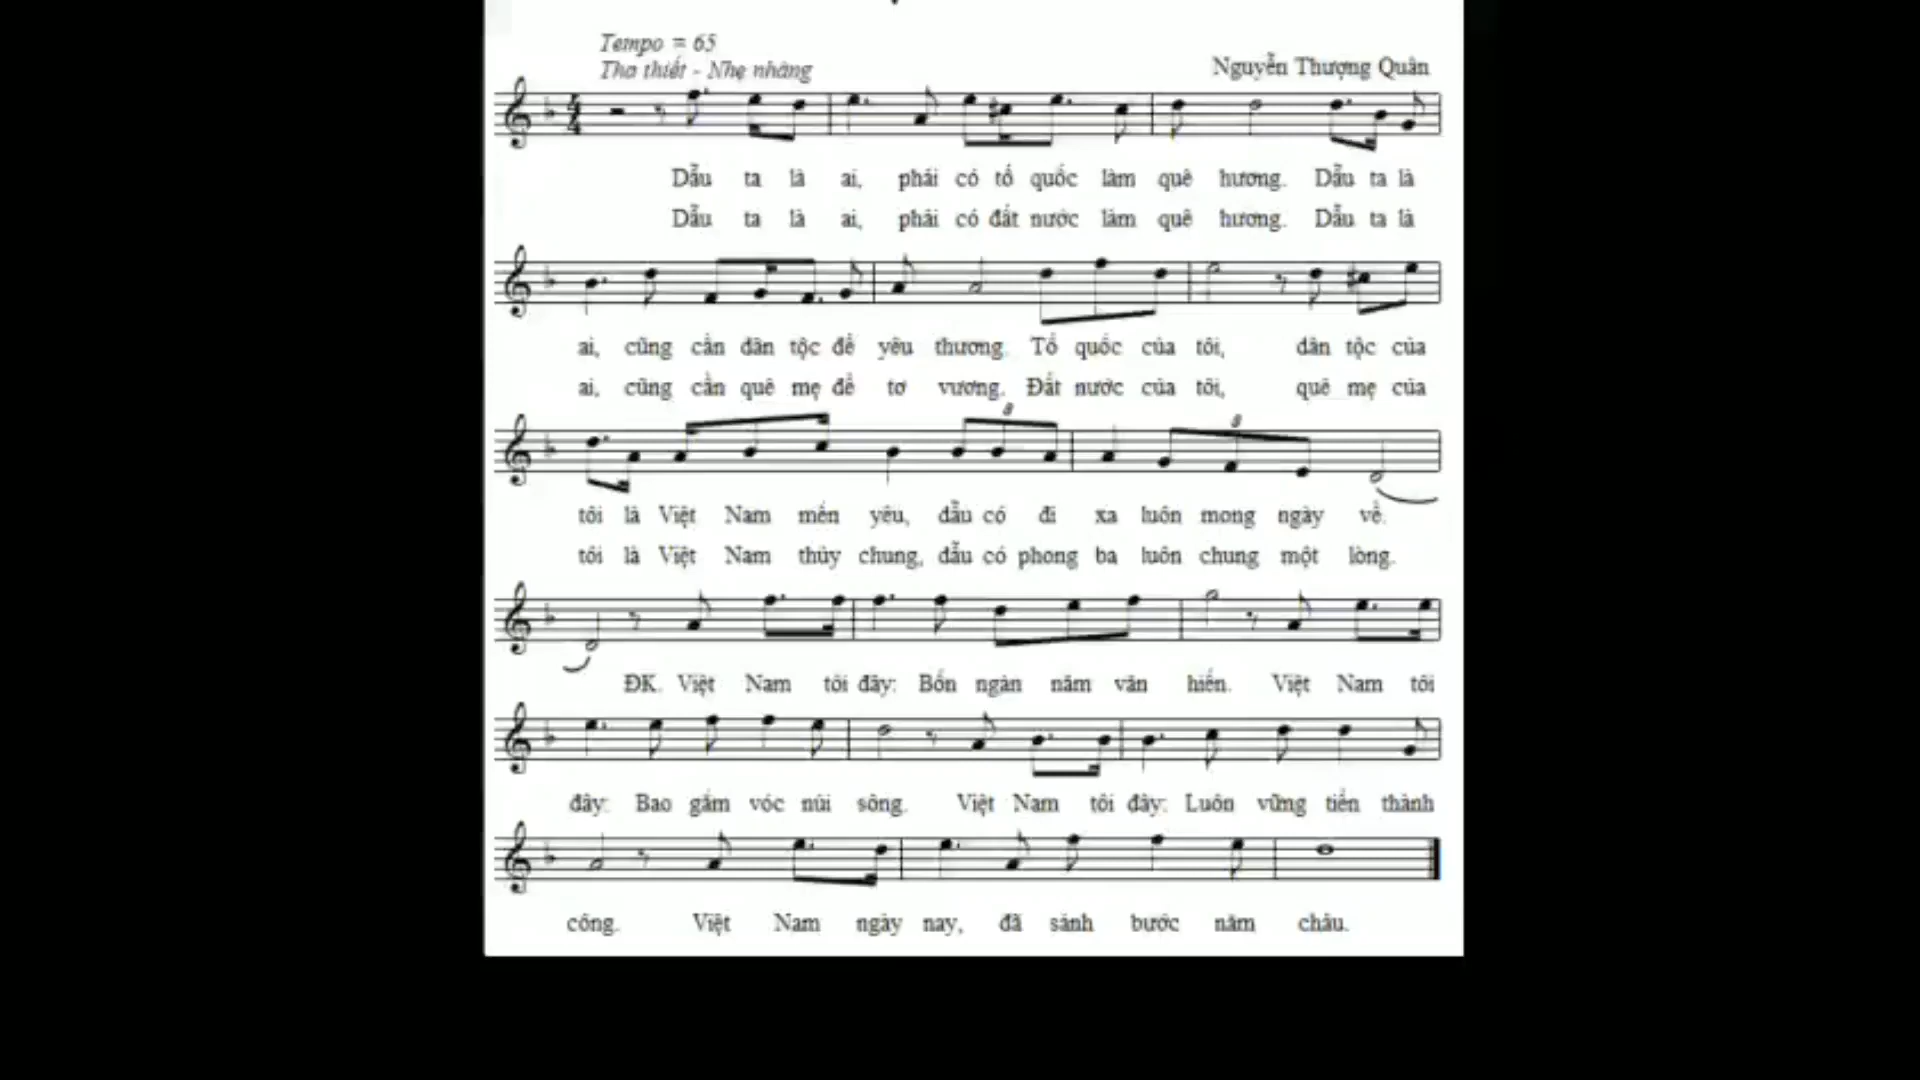 Tempo = 65
Tha thiết - Nhẹ nhàng
Nguyễn Thượng Quân
Dẫu ta là ai, phải có tổ quốc làm quê hương. Dẫu ta là
Dẫu ta là ai, phải có đất nước làm quê hương. Dẫu ta là
ai, cũng cần dân tộc để yêu thương. Tổ quốc của tôi, dân tộc của
ai, cũng cần quê mẹ để tơ vương. Đất nước của tôi, quê mẹ của
3 3
tôi là Việt Nam mến yêu, dẫu có đi xa luôn mong ngày về.
tôi là Việt Nam thủy chung, dẫu có phong ba luôn chung một lòng.
ĐK. Việt Nam tôi đây: Bốn ngàn năm văn hiến. Việt Nam tôi
đây: Bao gấm vóc núi sông. Việt Nam tôi đây: Luôn vững tiến thành
công. Việt Nam ngày nay, đã sánh bước năm châu.